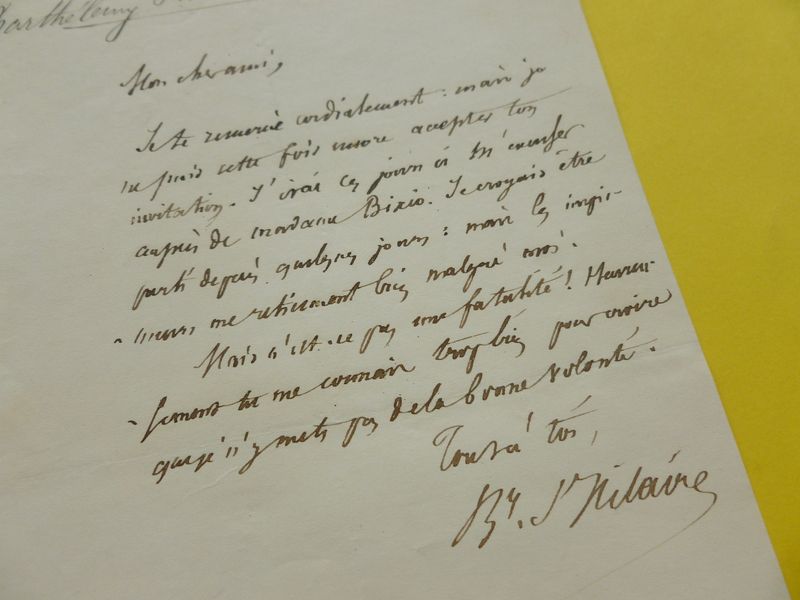 Barthélemy
Mon cher ami,
Je te remercie cordialement : mais je
ne puis cette fois encore accepter ton
invitation. J'irai ces jours ci m'excuser
auprès de madame Bixio. Je croyais être
parti depuis quelques jours : mais les ingé-
-nieurs me retiennent bien malgré moi.
Mais n'est-ce pas une fatalité ! Heureu-
-sement tu me connais trop bien pour croire
que je n'y mets pas de la bonne volonté.
Tout à toi,
By. St Hilaire